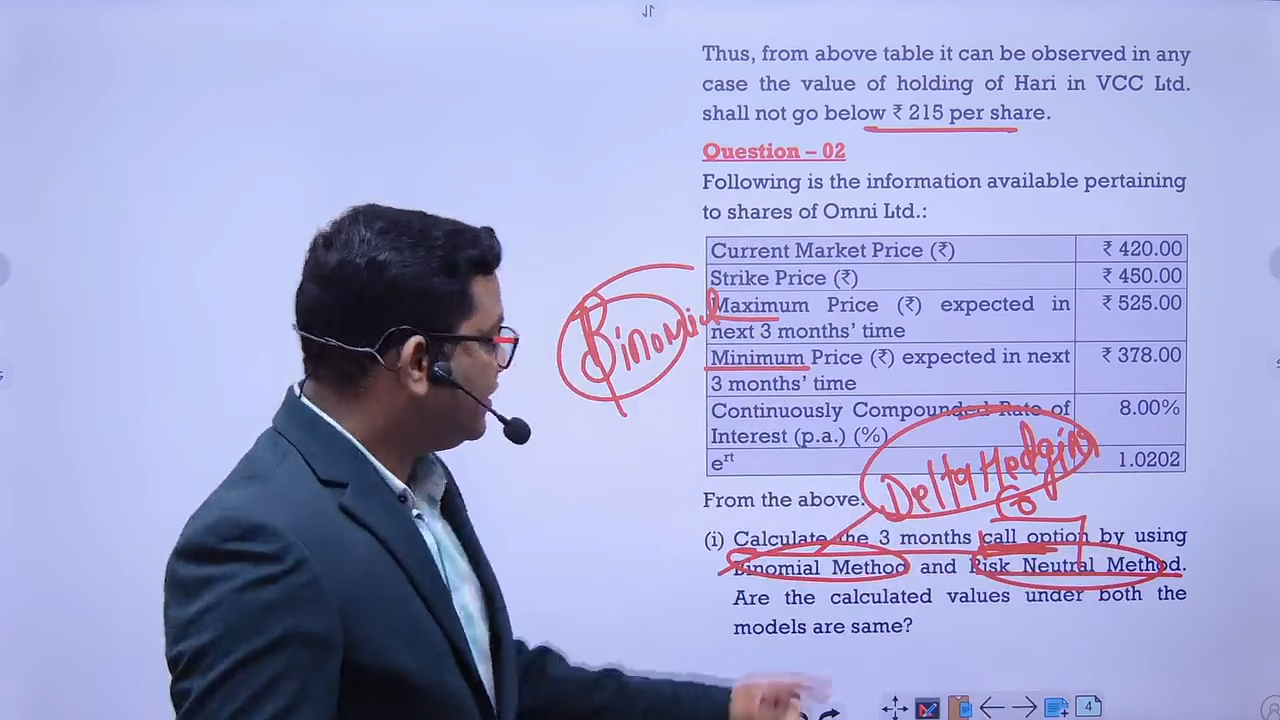 Thus, from above table it can be observed in any
case the value of holding of Hari in VCC Ltd.
shall not go below ₹ 215 per share.
Question – 02
Following is the information available pertaining
to shares of Omni Ltd.:
Current Market Price (₹) ₹ 420.00
Strike Price (₹) ₹ 450.00
Maximum Price (₹) expected in ₹ 525.00
next 3 months' time
Minimum Price (₹) expected in next ₹ 378.00
3 months' time
Continuously Compounded Rate of 8.00%
Interest (p.a.) (%)
e^rt 1.0202
Binomial
Delta Hedging
From the above:
(i) Calculate the 3 months call option by using
Binomial Method and Risk Neutral Method.
Are the calculated values under both the
models are same?
4